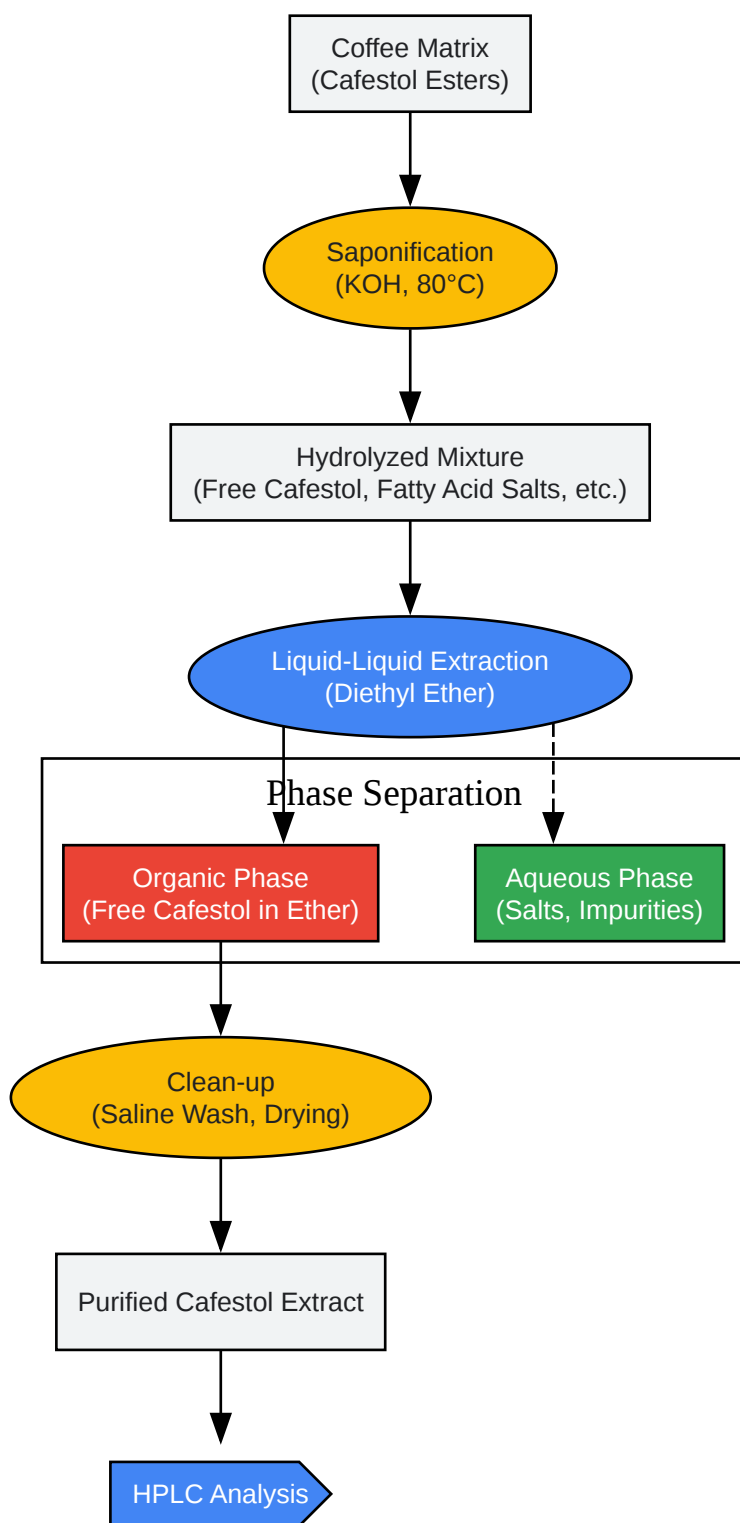 Coffee Matrix
(Cafestol Esters)
Saponification
(KOH, 80°C)
Hydrolyzed Mixture
(Free Cafestol, Fatty Acid Salts, etc.)
Liquid-Liquid Extraction
(Diethyl Ether)
Phase Separation
Organic Phase
(Free Cafestol in Ether)
Aqueous Phase
(Salts, Impurities)
Clean-up
(Saline Wash, Drying)
Purified Cafestol Extract
HPLC Analysis